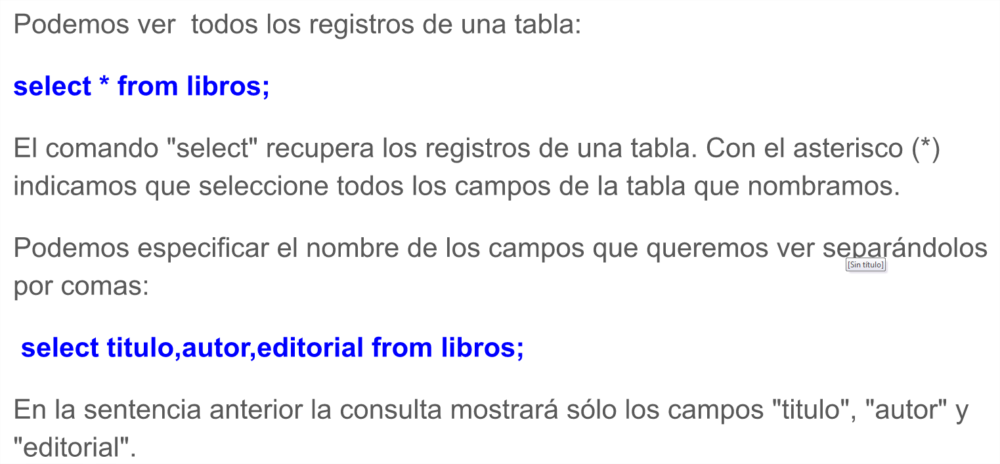 Podemos ver  todos los registros de una tabla:
select * from libros;
El comando "select" recupera los registros de una tabla. Con el asterisco (*)
indicamos que seleccione todos los campos de la tabla que nombramos.
Podemos especificar el nombre de los campos que queremos ver separándolos
[Sin título]
por comas:
select titulo,autor,editorial from libros;
En la sentencia anterior la consulta mostrará sólo los campos "titulo", "autor" y
"editorial".